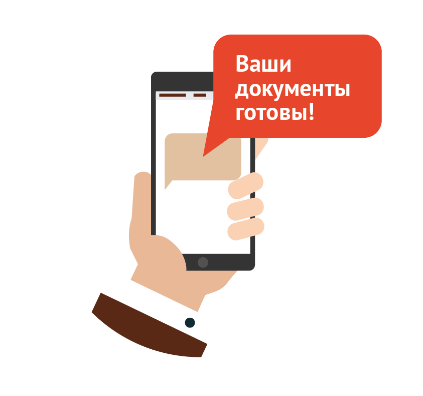 Ваши
документы
готовы!